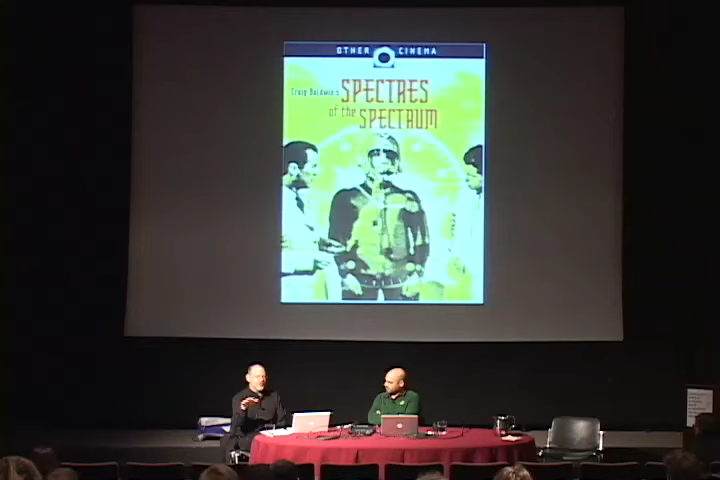 OTHER CINEMA
Craig Baldwin's SPECTRES
of the SPECTRUM